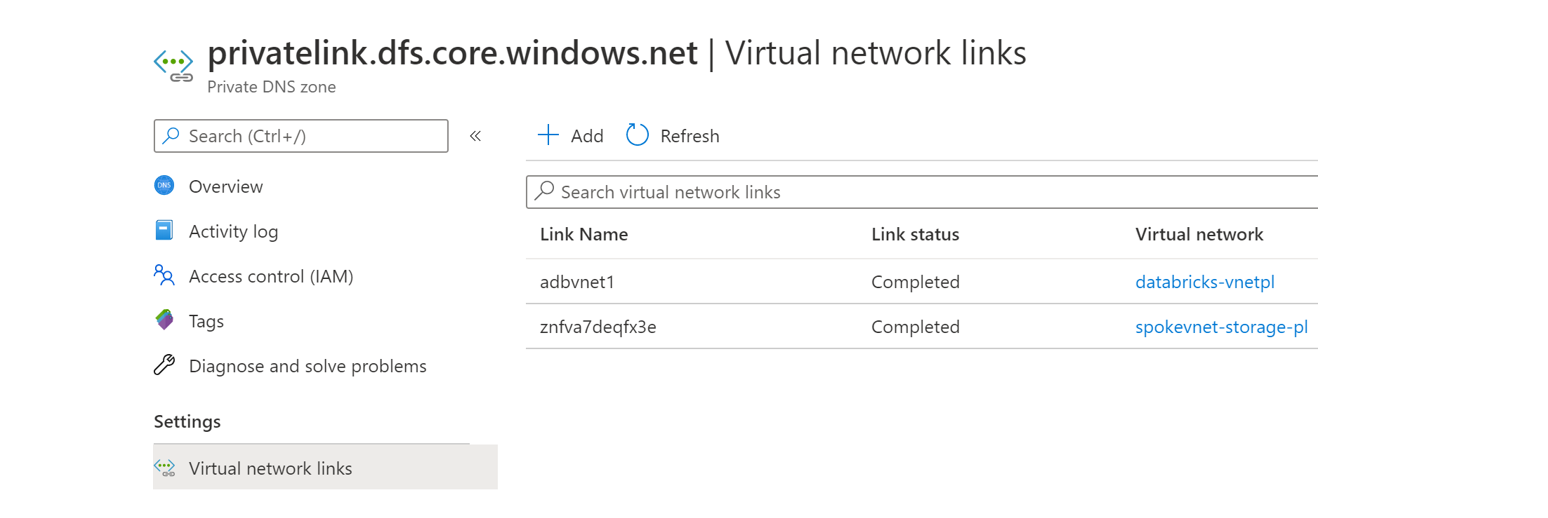 privatelink.dfs.core.windows.net | Virtual network links
Private DNS zone
Search (Ctrl+/)
«
Overview
Activity log
Access control (IAM)
Tags
Diagnose and solve problems
Settings
Virtual network links
Add Refresh
Search virtual network links
Link Name Link status Virtual network
adbvnet1 Completed databricks-vnetpl
znfva7deqfx3e Completed spokevnet-storage-pl